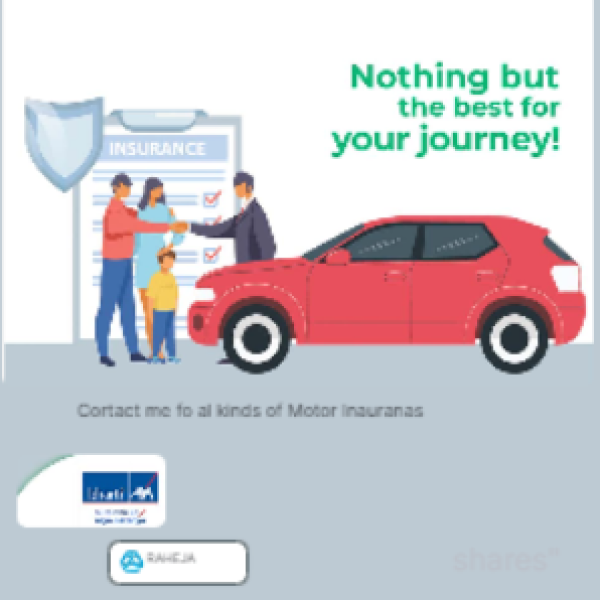 Nothing but
the best for
your journey!
INSURANCE
Cortact me fo al kinds of Motor Inauranas
RAHEJA
shares